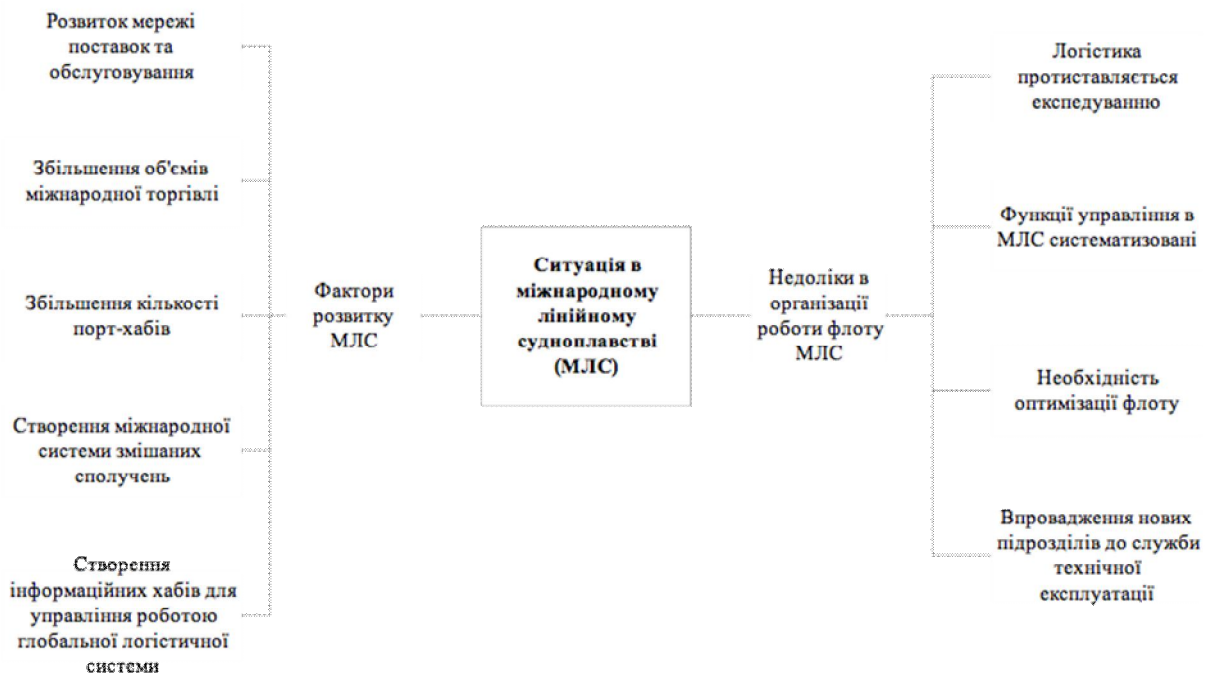 Розвиток мережі
поставок та
обслуговування
Збільшення об'ємів
міжнародної торгівлі
Збільшення кількості
порт-хабів
Створення міжнародної
системи змішаних
сполучень
Створення
інформаційних хабів для
управління роботою
глобальної логістичної
системи
Фактори
розвитку
МЛС
Ситуація в
міжнародному
лінійному
судноплавстві
(МЛС)
Недоліки в
організації
роботи флоту
МЛС
Логістика
протиставляється
експедуванню
Функції управління в
МЛС систематизовані
Необхідність
оптимізації флоту
Впровадження нових
підрозділів до служби
технічної
експлуатації